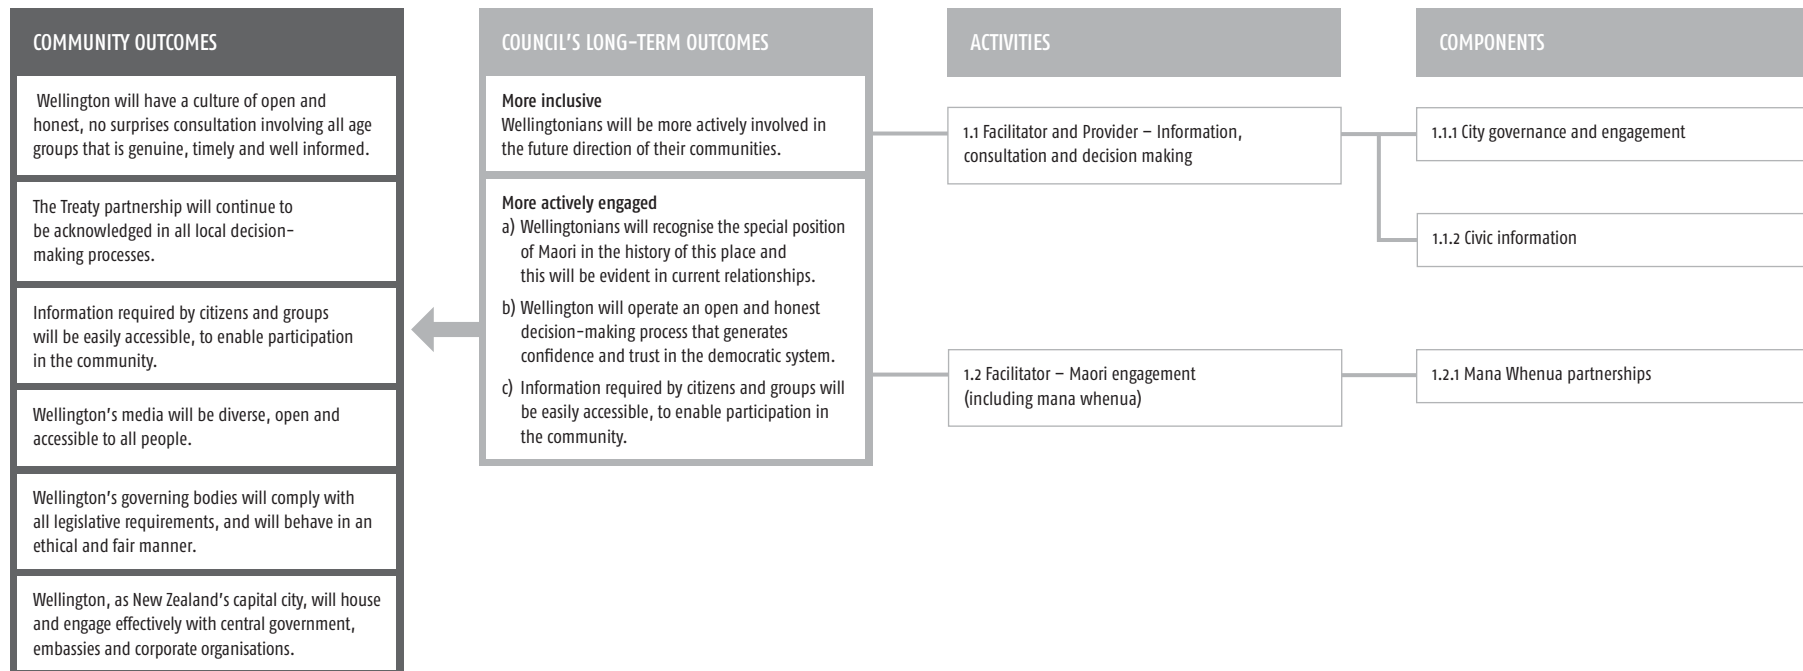 COMMUNITY OUTCOMES
Wellington will have a culture of open and
honest, no surprises consultation involving all age
groups that is genuine, timely and well informed.
The Treaty partnership will continue to
be acknowledged in all local decision-
making processes.
Information required by citizens and groups
will be easily accessible, to enable participation
in the community.
Wellington's media will be diverse, open and
accessible to all people.
Wellington's governing bodies will comply with
all legislative requirements, and will behave in an
ethical and fair manner.
Wellington, as New Zealand's capital city, will house
and engage effectively with central government,
embassies and corporate organisations.
COUNCIL'S LONG-TERM OUTCOMES
More inclusive
Wellingtonians will be more actively involved in
the future direction of their communities.
More actively engaged
a) Wellingtonians will recognise the special position
of Maori in the history of this place and
this will be evident in current relationships.
b) Wellington will operate an open and honest
decision-making process that generates
confidence and trust in the democratic system.
c) Information required by citizens and groups will
be easily accessible, to enable participation in
the community.
ACTIVITIES
1.1 Facilitator and Provider – Information,
consultation and decision making
1.2 Facilitator – Maori engagement
(including mana whenua)
COMPONENTS
1.1.1 City governance and engagement
1.1.2 Civic information
1.2.1 Mana Whenua partnerships